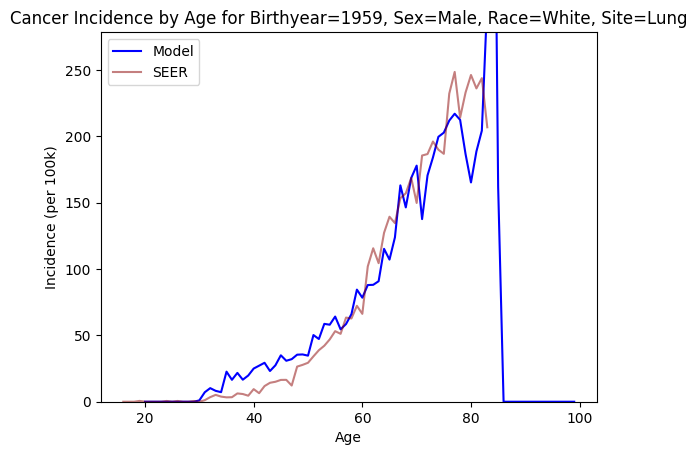 Cancer Incidence by Age for Birthyear=1959, Sex=Male, Race=White, Site=Lung
Model
SEER
250
200
150
100
50
0
Incidence (per 100k)
20
40
60
80
100
Age